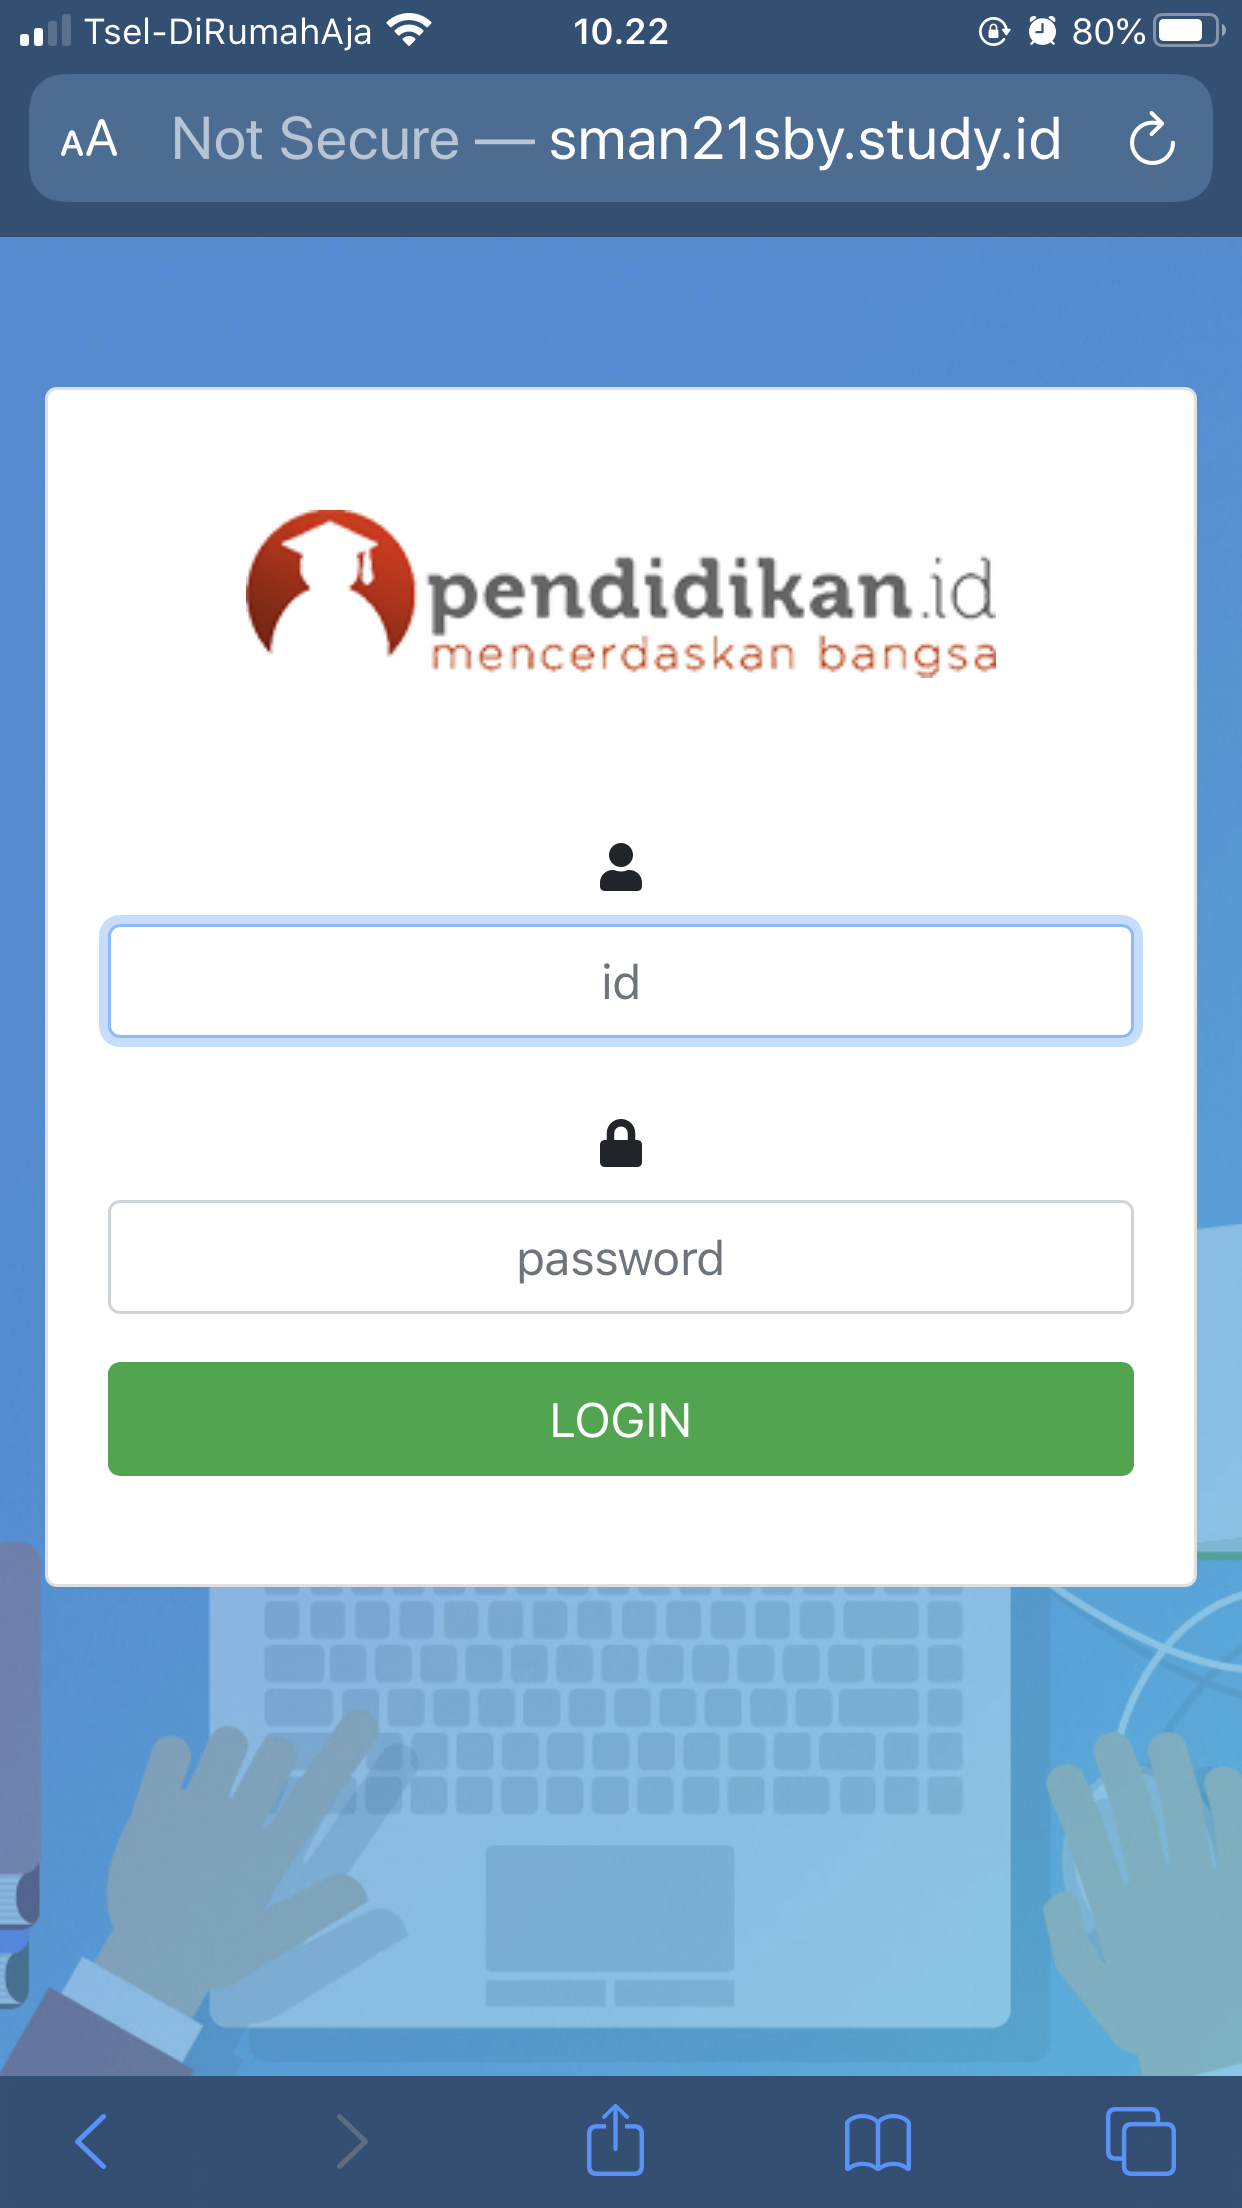 Tsel-DiRumahAja 10.22 80%
AA Not Secure — sman21sby.study.id
pendidikan.id
mencerdaskan bangsa
id
password
LOGIN